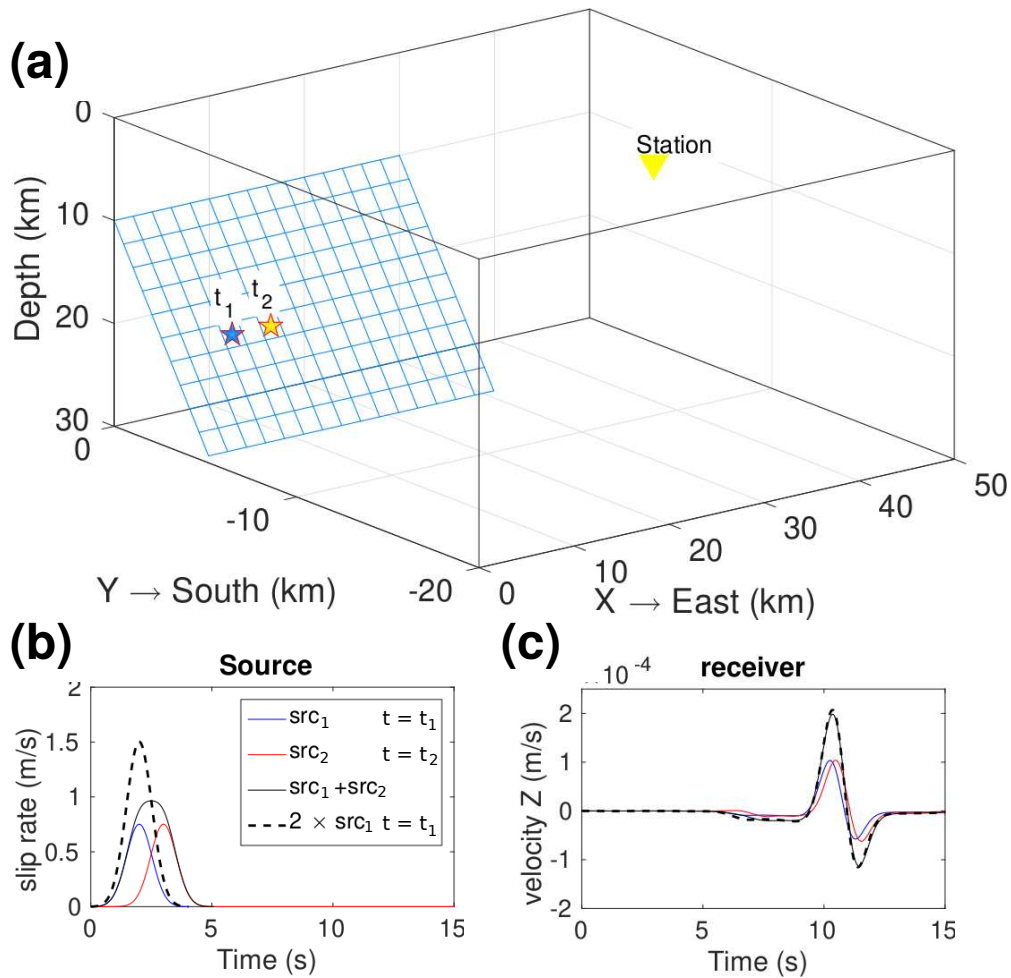 (a)
0
10
20
30
Depth (km)
Station
t1 t2
0
-10
-20
Y → South (km)
0
10
20
30
40
50
X → East (km)
(b)
Source
2
1.5
1
0.5
0
slip rate (m/s)
src1 t = t1
src2 t = t2
src1+src2
2 × src1 t = t1
0 5 10 15
Time (s)
(c)
×10 -4
receiver
2
1
0
-1
-2
velocity Z (m/s)
0 5 10 15
Time (s)